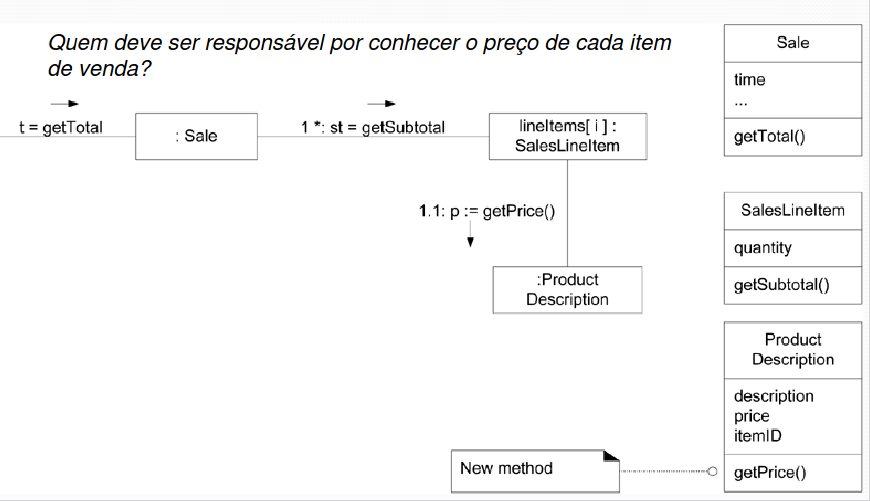 Quem deve ser responsável por conhecer o preço de cada item
de venda?
t = getTotal
: Sale
1 *: st = getSubtotal
lineItems[ i ] :
SalesLineItem
1.1: p := getPrice()
:Product
Description
New method
Sale
time
...
getTotal()
SalesLineItem
quantity
getSubtotal()
Product
Description
description
price
itemID
getPrice()